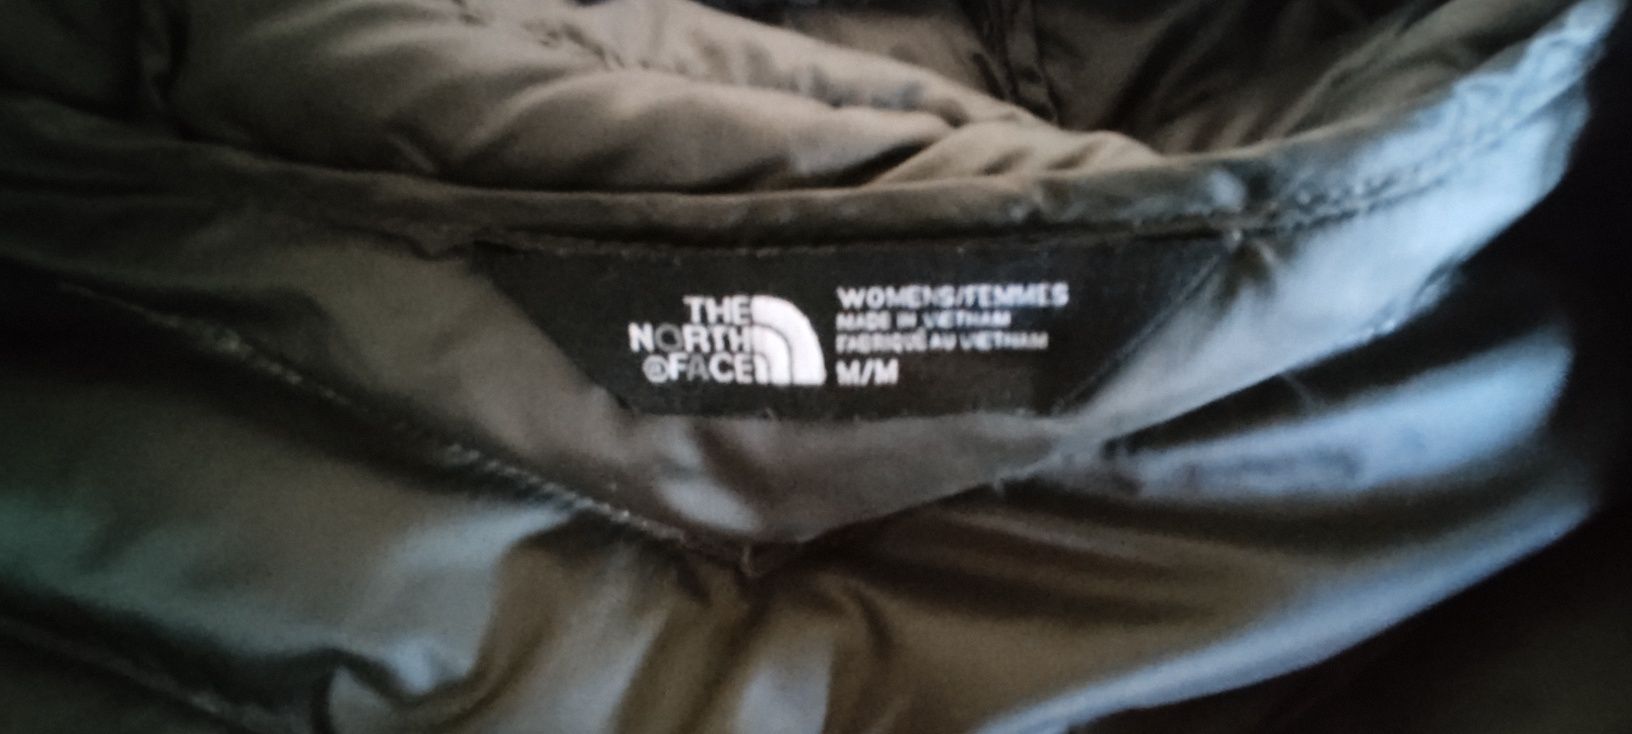 THE
NORTH
®FACE
WOMENS/FEMMES
MADE IN VIETNAM
FABRIQUÉ AU VIETNAM
M/M